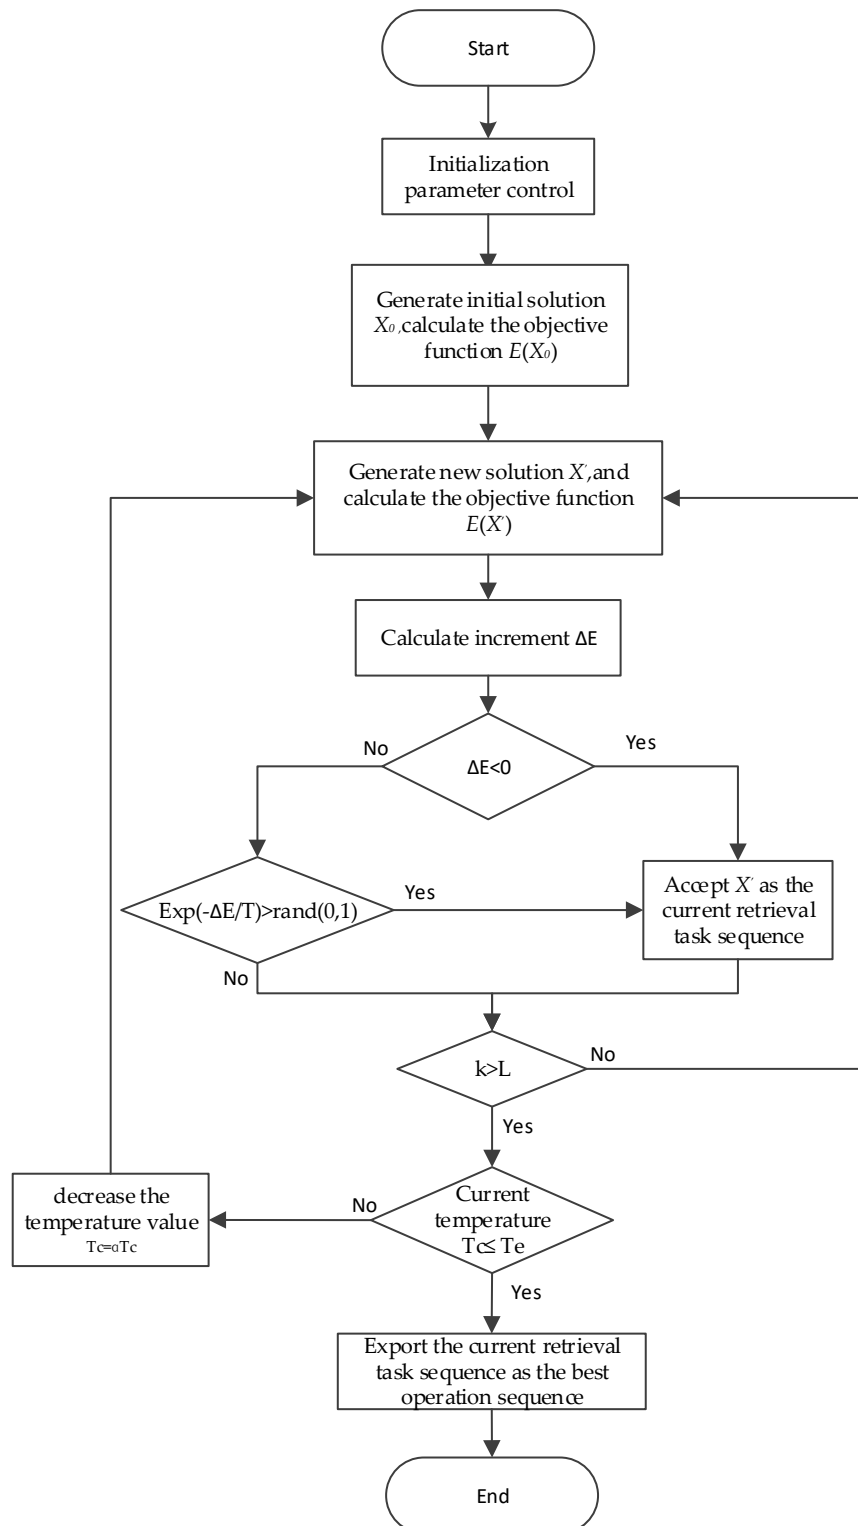 Start
Initialization
parameter control
Generate initial solution
X₀,calculate the objective
function E(X₀)
Generate new solution X′,and
calculate the objective function
E(X′)
Calculate increment ΔE
No
Yes
ΔE<0
Exp(-ΔE/T)>rand(0,1)
Yes
Accept X′ as the
current retrieval
task sequence
No
k>L
No
Yes
decrease the
temperature value
Tc=αTc
No
Current
temperature
Tc≤ Te
Yes
Export the current retrieval
task sequence as the best
operation sequence
End